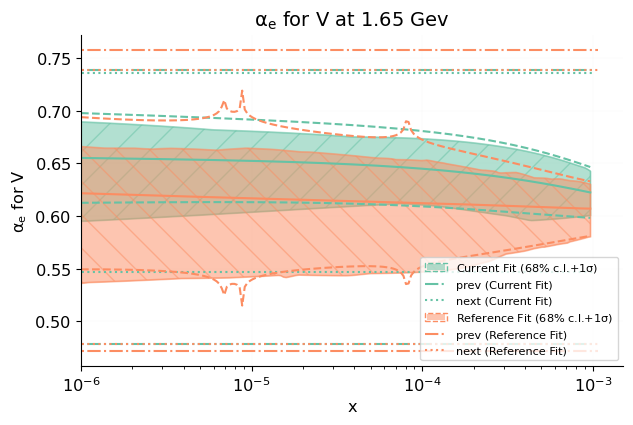 αₑ for V at 1.65 Gev
αₑ for V
0.75
0.70
0.65
0.60
0.55
0.50
Current Fit (68% c.l.+1σ)
prev (Current Fit)
next (Current Fit)
Reference Fit (68% c.l.+1σ)
prev (Reference Fit)
next (Reference Fit)
10⁻⁶ 10⁻⁵ 10⁻⁴ 10⁻³
x